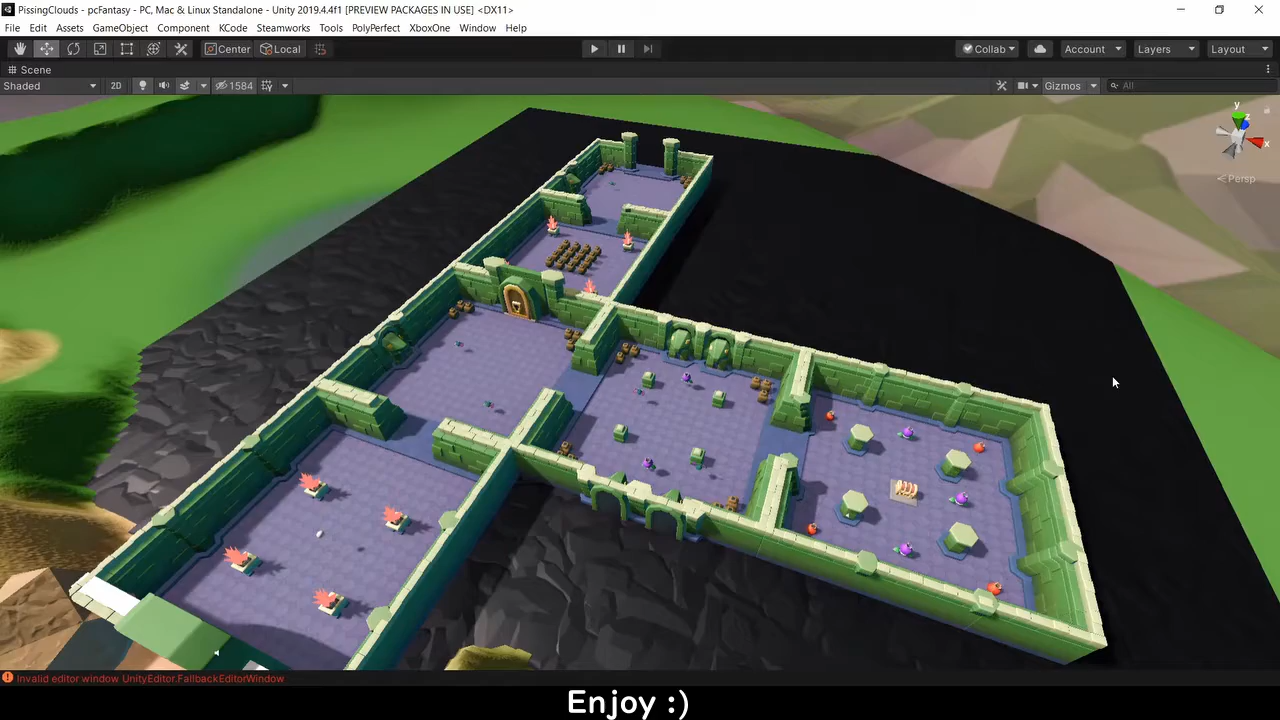 PissingClouds - pcFantasy - PC, Mac & Linux Standalone - Unity 2019.4.4f1 [PREVIEW PACKAGES IN USE] <DX11>
File Edit Assets GameObject Component KCode Steamworks Tools PolyPerfect XboxOne Window Help
Center Local Collab Account Layers Layout
Scene
Shaded 2D 1584 Gizmos All
y
z
x
Persp
Invalid editor window UnityEditor.FallbackEditorWindow
Enjoy :)